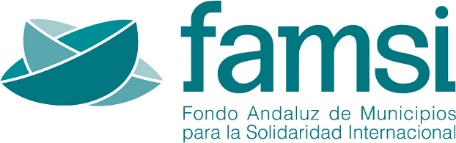 famsi
Fondo Andaluz de Municipios
para la Solidaridad Internacional